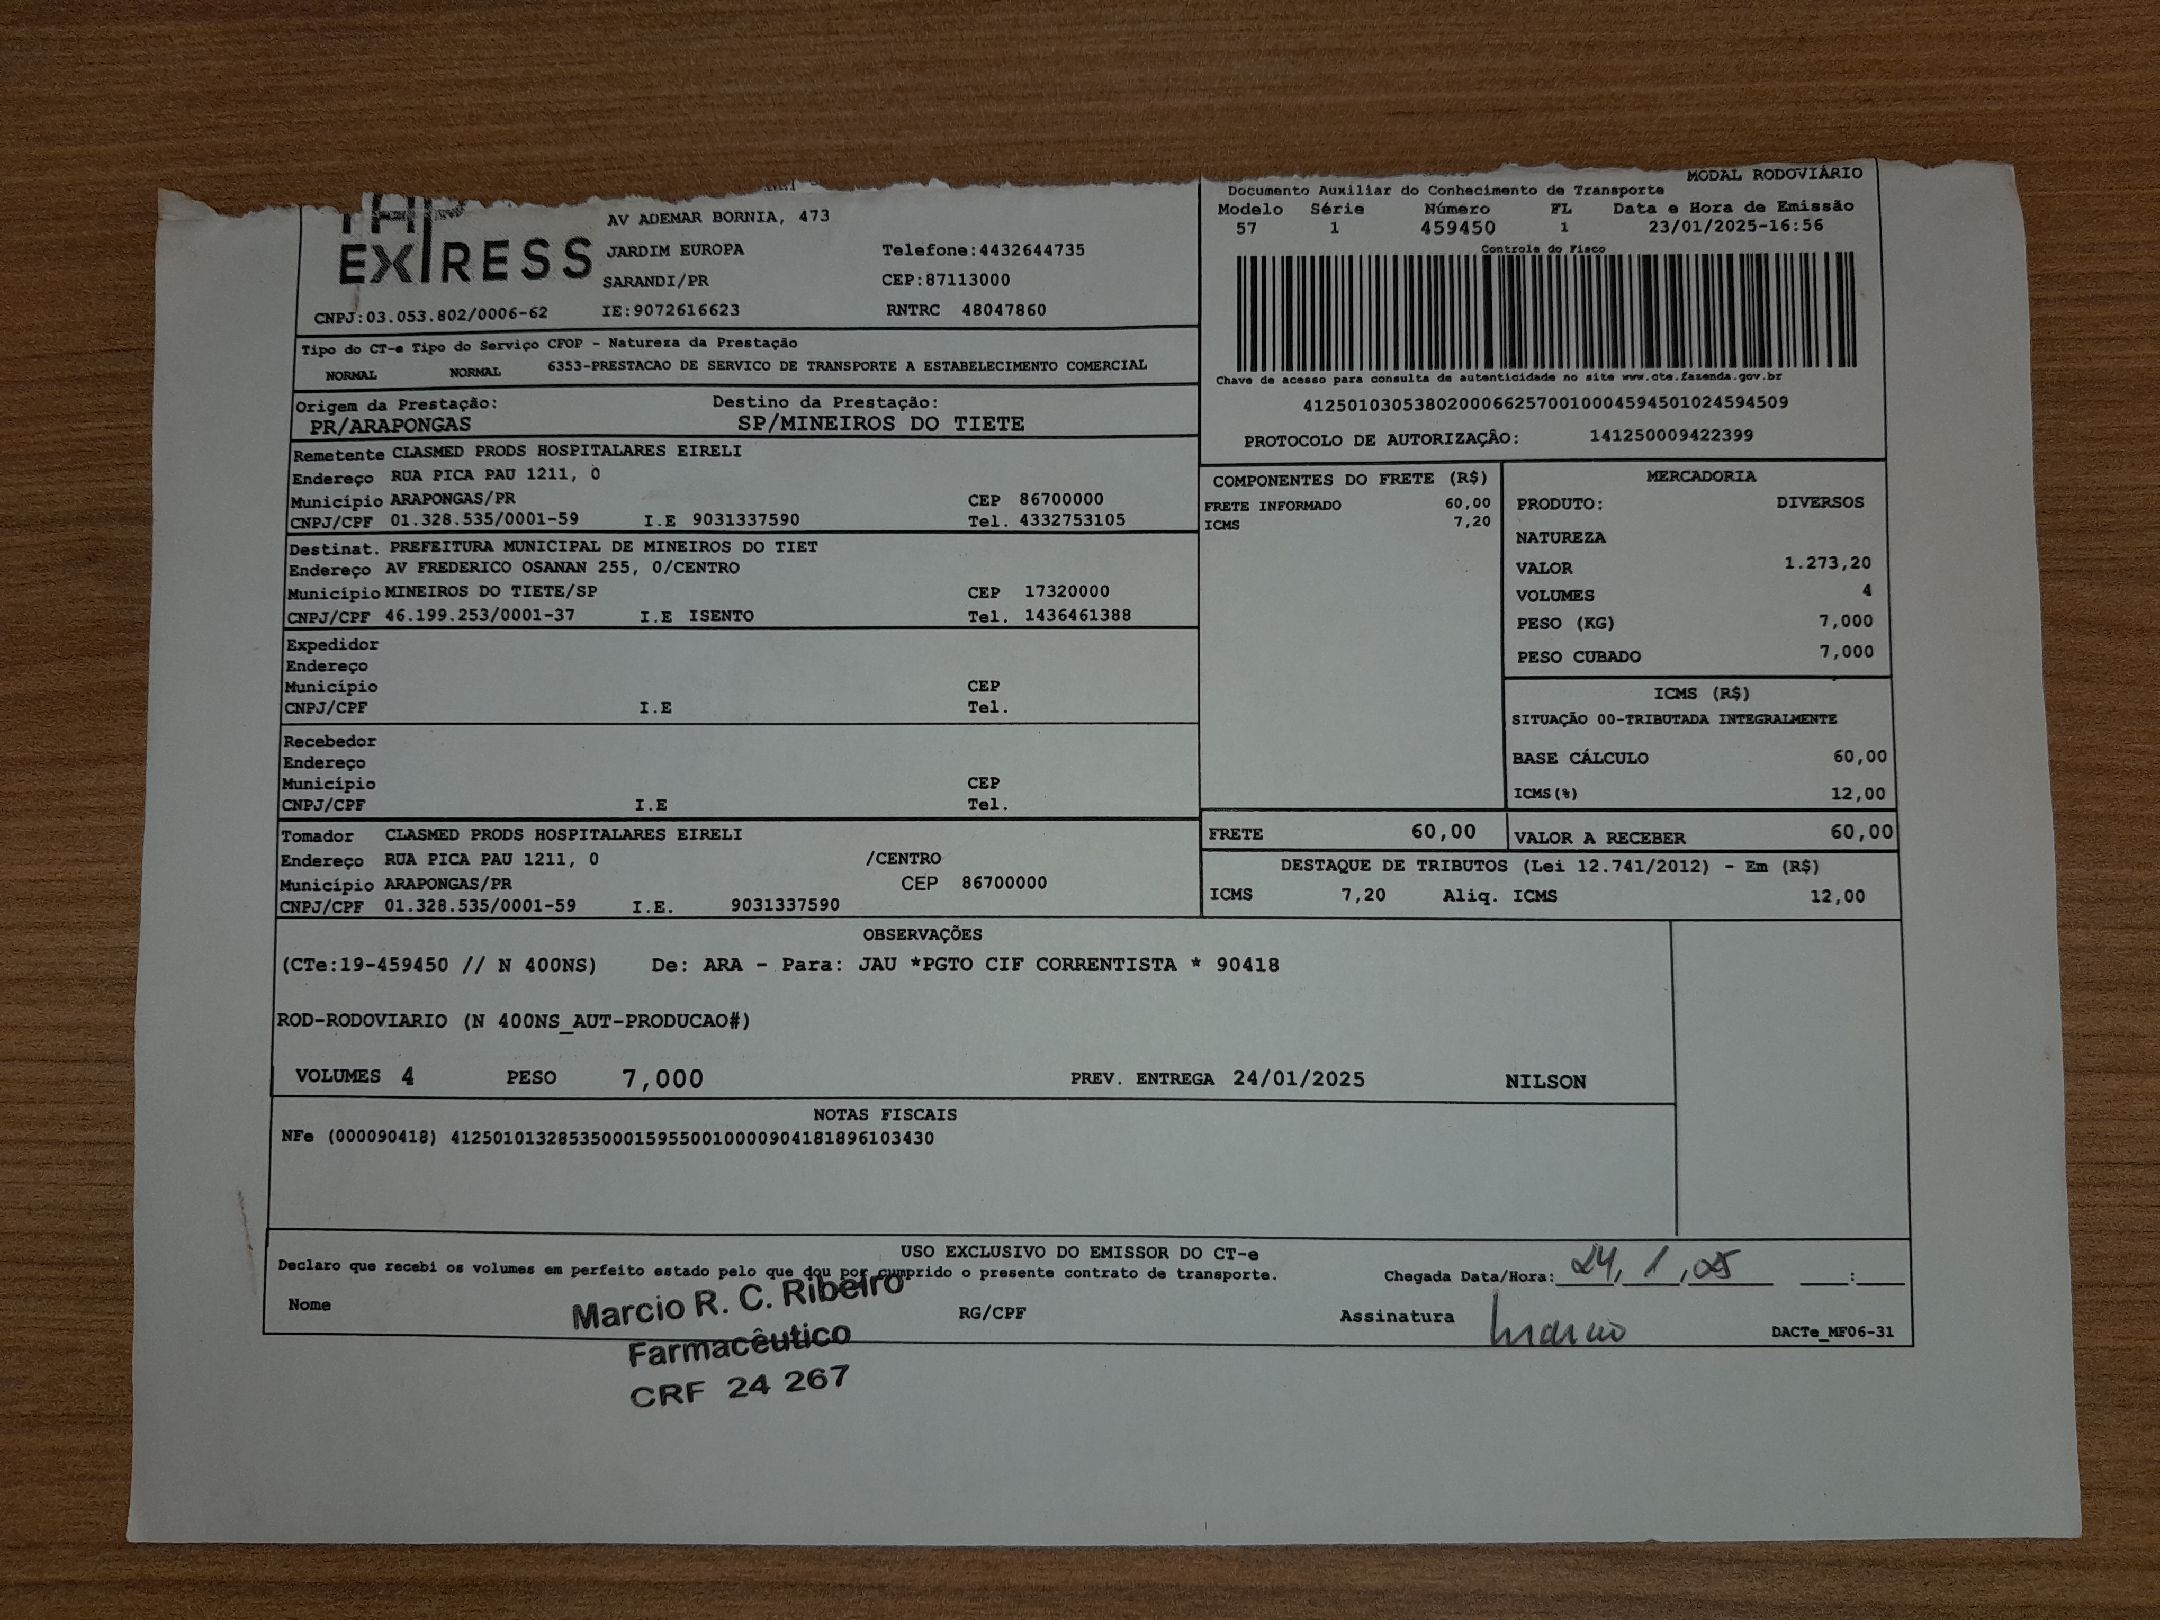 EXPRESS
AV ADEMAR BORNIA, 473
JARDIM EUROPA Telefone:4432644735
SARANDI/PR CEP:87113000
CNPJ:03.053.802/0006-62 IE:9072616623 RNTRC 48047860
MODAL RODOVIÁRIO
Documento Auxiliar do Conhecimento de Transporte
Modelo Série Número FL Data e Hora de Emissão
57 1 459450 1 23/01/2025-16:56
Controle do Fisco
Chave de acesso para consulta de autenticidade no site www.cte.fazenda.gov.br
41250103053802000662570010004594501024594509
PROTOCOLO DE AUTORIZAÇÃO: 141250009422399
Tipo do CT-e Tipo do Serviço CFOP - Natureza da Prestação
NORMAL NORMAL 6353-PRESTACAO DE SERVICO DE TRANSPORTE A ESTABELECIMENTO COMERCIAL
Origem da Prestação: Destino da Prestação:
PR/ARAPONGAS SP/MINEIROS DO TIETE
Remetente CLASMED PRODS HOSPITALARES EIRELI
Endereço RUA PICA PAU 1211, 0
Município ARAPONGAS/PR CEP 86700000
CNPJ/CPF 01.328.535/0001-59 I.E 9031337590 Tel. 4332753105
Destinat. PREFEITURA MUNICIPAL DE MINEIROS DO TIET
Endereço AV FREDERICO OSANAN 255, 0/CENTRO
Município MINEIROS DO TIETE/SP CEP 17320000
CNPJ/CPF 46.199.253/0001-37 I.E ISENTO Tel. 1436461388
Expedidor
Endereço
Município CEP
CNPJ/CPF I.E Tel.
Recebedor
Endereço
Município CEP
CNPJ/CPF I.E Tel.
Tomador CLASMED PRODS HOSPITALARES EIRELI
Endereço RUA PICA PAU 1211, 0 /CENTRO
Município ARAPONGAS/PR CEP 86700000
CNPJ/CPF 01.328.535/0001-59 I.E. 9031337590
COMPONENTES DO FRETE (R$)
FRETE INFORMADO 60,00
ICMS 7,20
MERCADORIA
PRODUTO: DIVERSOS
NATUREZA
VALOR 1.273,20
VOLUMES 4
PESO (KG) 7,000
PESO CUBADO 7,000
ICMS (R$)
SITUAÇÃO 00-TRIBUTADA INTEGRALMENTE
BASE CÁLCULO 60,00
ICMS(%) 12,00
FRETE 60,00 VALOR A RECEBER 60,00
DESTAQUE DE TRIBUTOS (Lei 12.741/2012) - Em (R$)
ICMS 7,20 Aliq. ICMS 12,00
OBSERVAÇÕES
(CTe:19-459450 // N 400NS) De: ARA - Para: JAU *PGTO CIF CORRENTISTA * 90418
ROD-RODOVIARIO (N 400NS_AUT-PRODUCAO#)
VOLUMES 4 PESO 7,000 PREV. ENTREGA 24/01/2025 NILSON
NOTAS FISCAIS
NFe (000090418) 41250101328535000159550010000904181896103430
USO EXCLUSIVO DO EMISSOR DO CT-e
Declaro que recebi os volumes em perfeito estado pelo que dou por cumprido o presente contrato de transporte. Chegada Data/Hora: 24, 1, 25 :
Nome RG/CPF Assinatura Marcio DACTe_MF06-31
Marcio R. C. Ribeiro
Farmacêutico
CRF 24 267